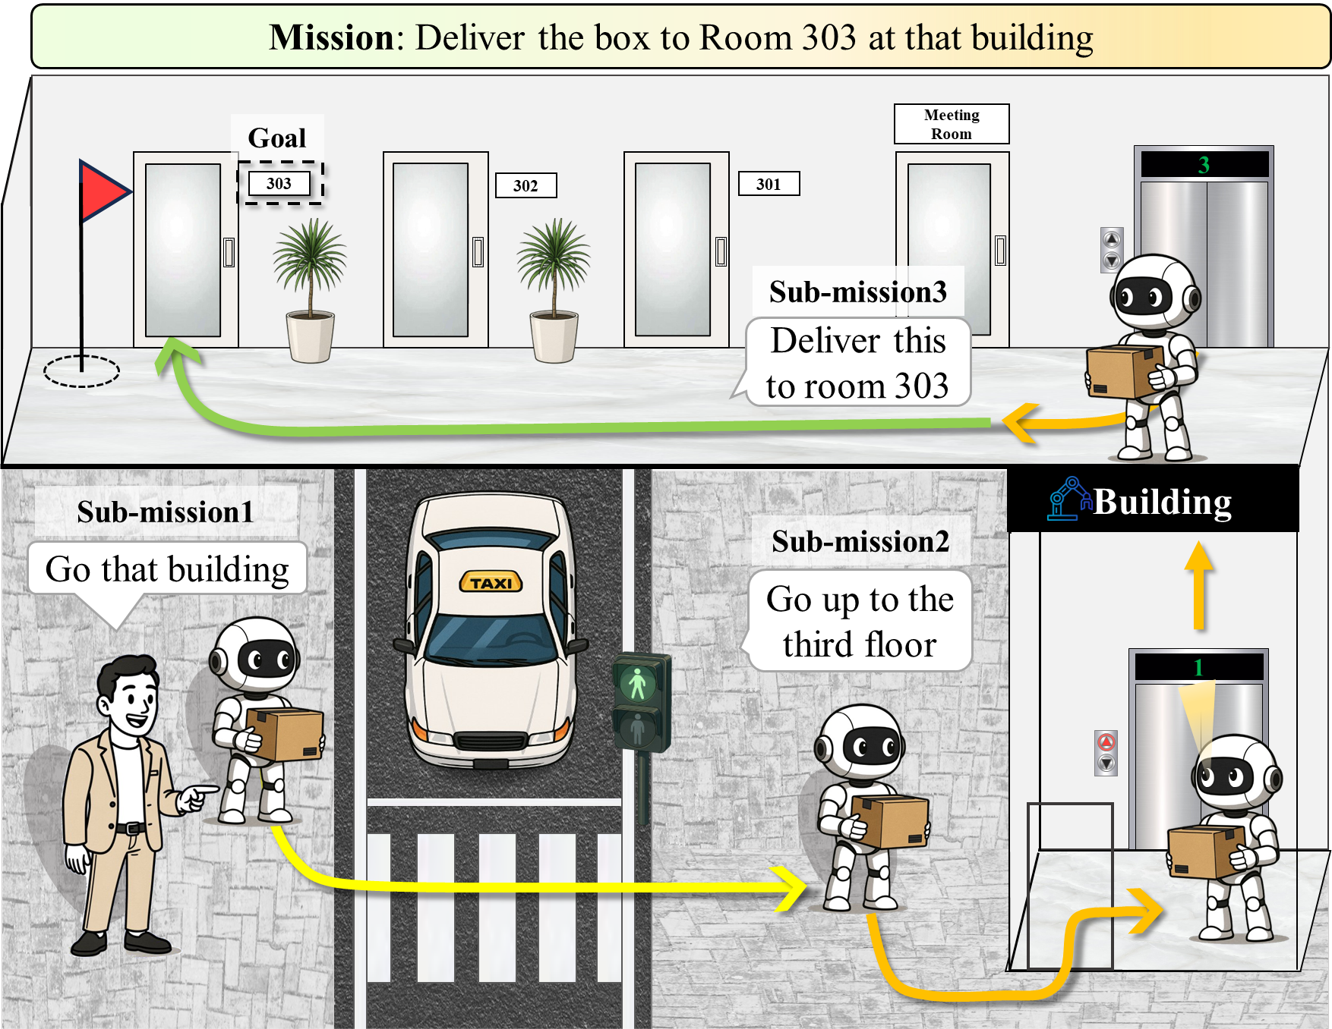 Mission: Deliver the box to Room 303 at that building
Goal
303
302
301
Meeting
Room
3
Sub-mission3
Deliver this
to room 303
Sub-mission1
Go that building
TAXI
Sub-mission2
Go up to the
third floor
Building
1